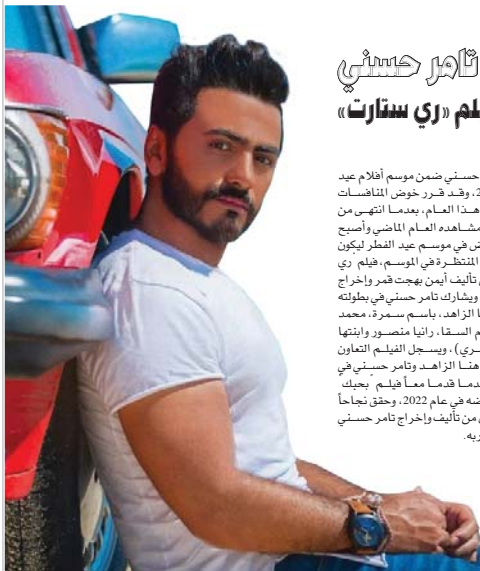 تامر حسني
لم «ري ستارت»
حسني ضمن موسم أفلام عيد
2، وقد قرر خوض المنافسات
هذا العام، بعدما انتهى من
مشاهده العام الماضي وأصبح
ض في موسم عيد الفطر ليكون
المنتظرة في الموسم، فيلم "ري
تأليف أيمن بهجت قمر وإخراج
ويشارك تامر حسني في بطولته
ا الزاهد، باسم سمرة، محمد
م السقا، رانيا منصور وابنتها
ري)، ويسجل الفيلم التعاون
هنا الزاهد وتامر حسني في
دما قدما معاً فيلم "بحبك
ضه في عام 2022، وحقق نجاحاً
من تأليف وإخراج تامر حسني
ربه.